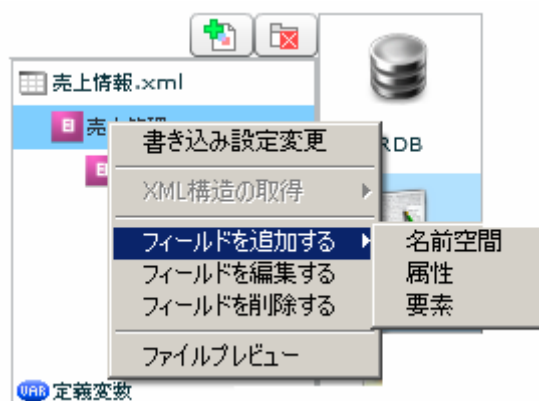 売上情報.xml
売上管理
書き込み設定変更
RDB
XML構造の取得
フィールドを追加する
名前空間
フィールドを編集する
属性
フィールドを削除する
要素
ファイルプレビュー
VAR 定義変数